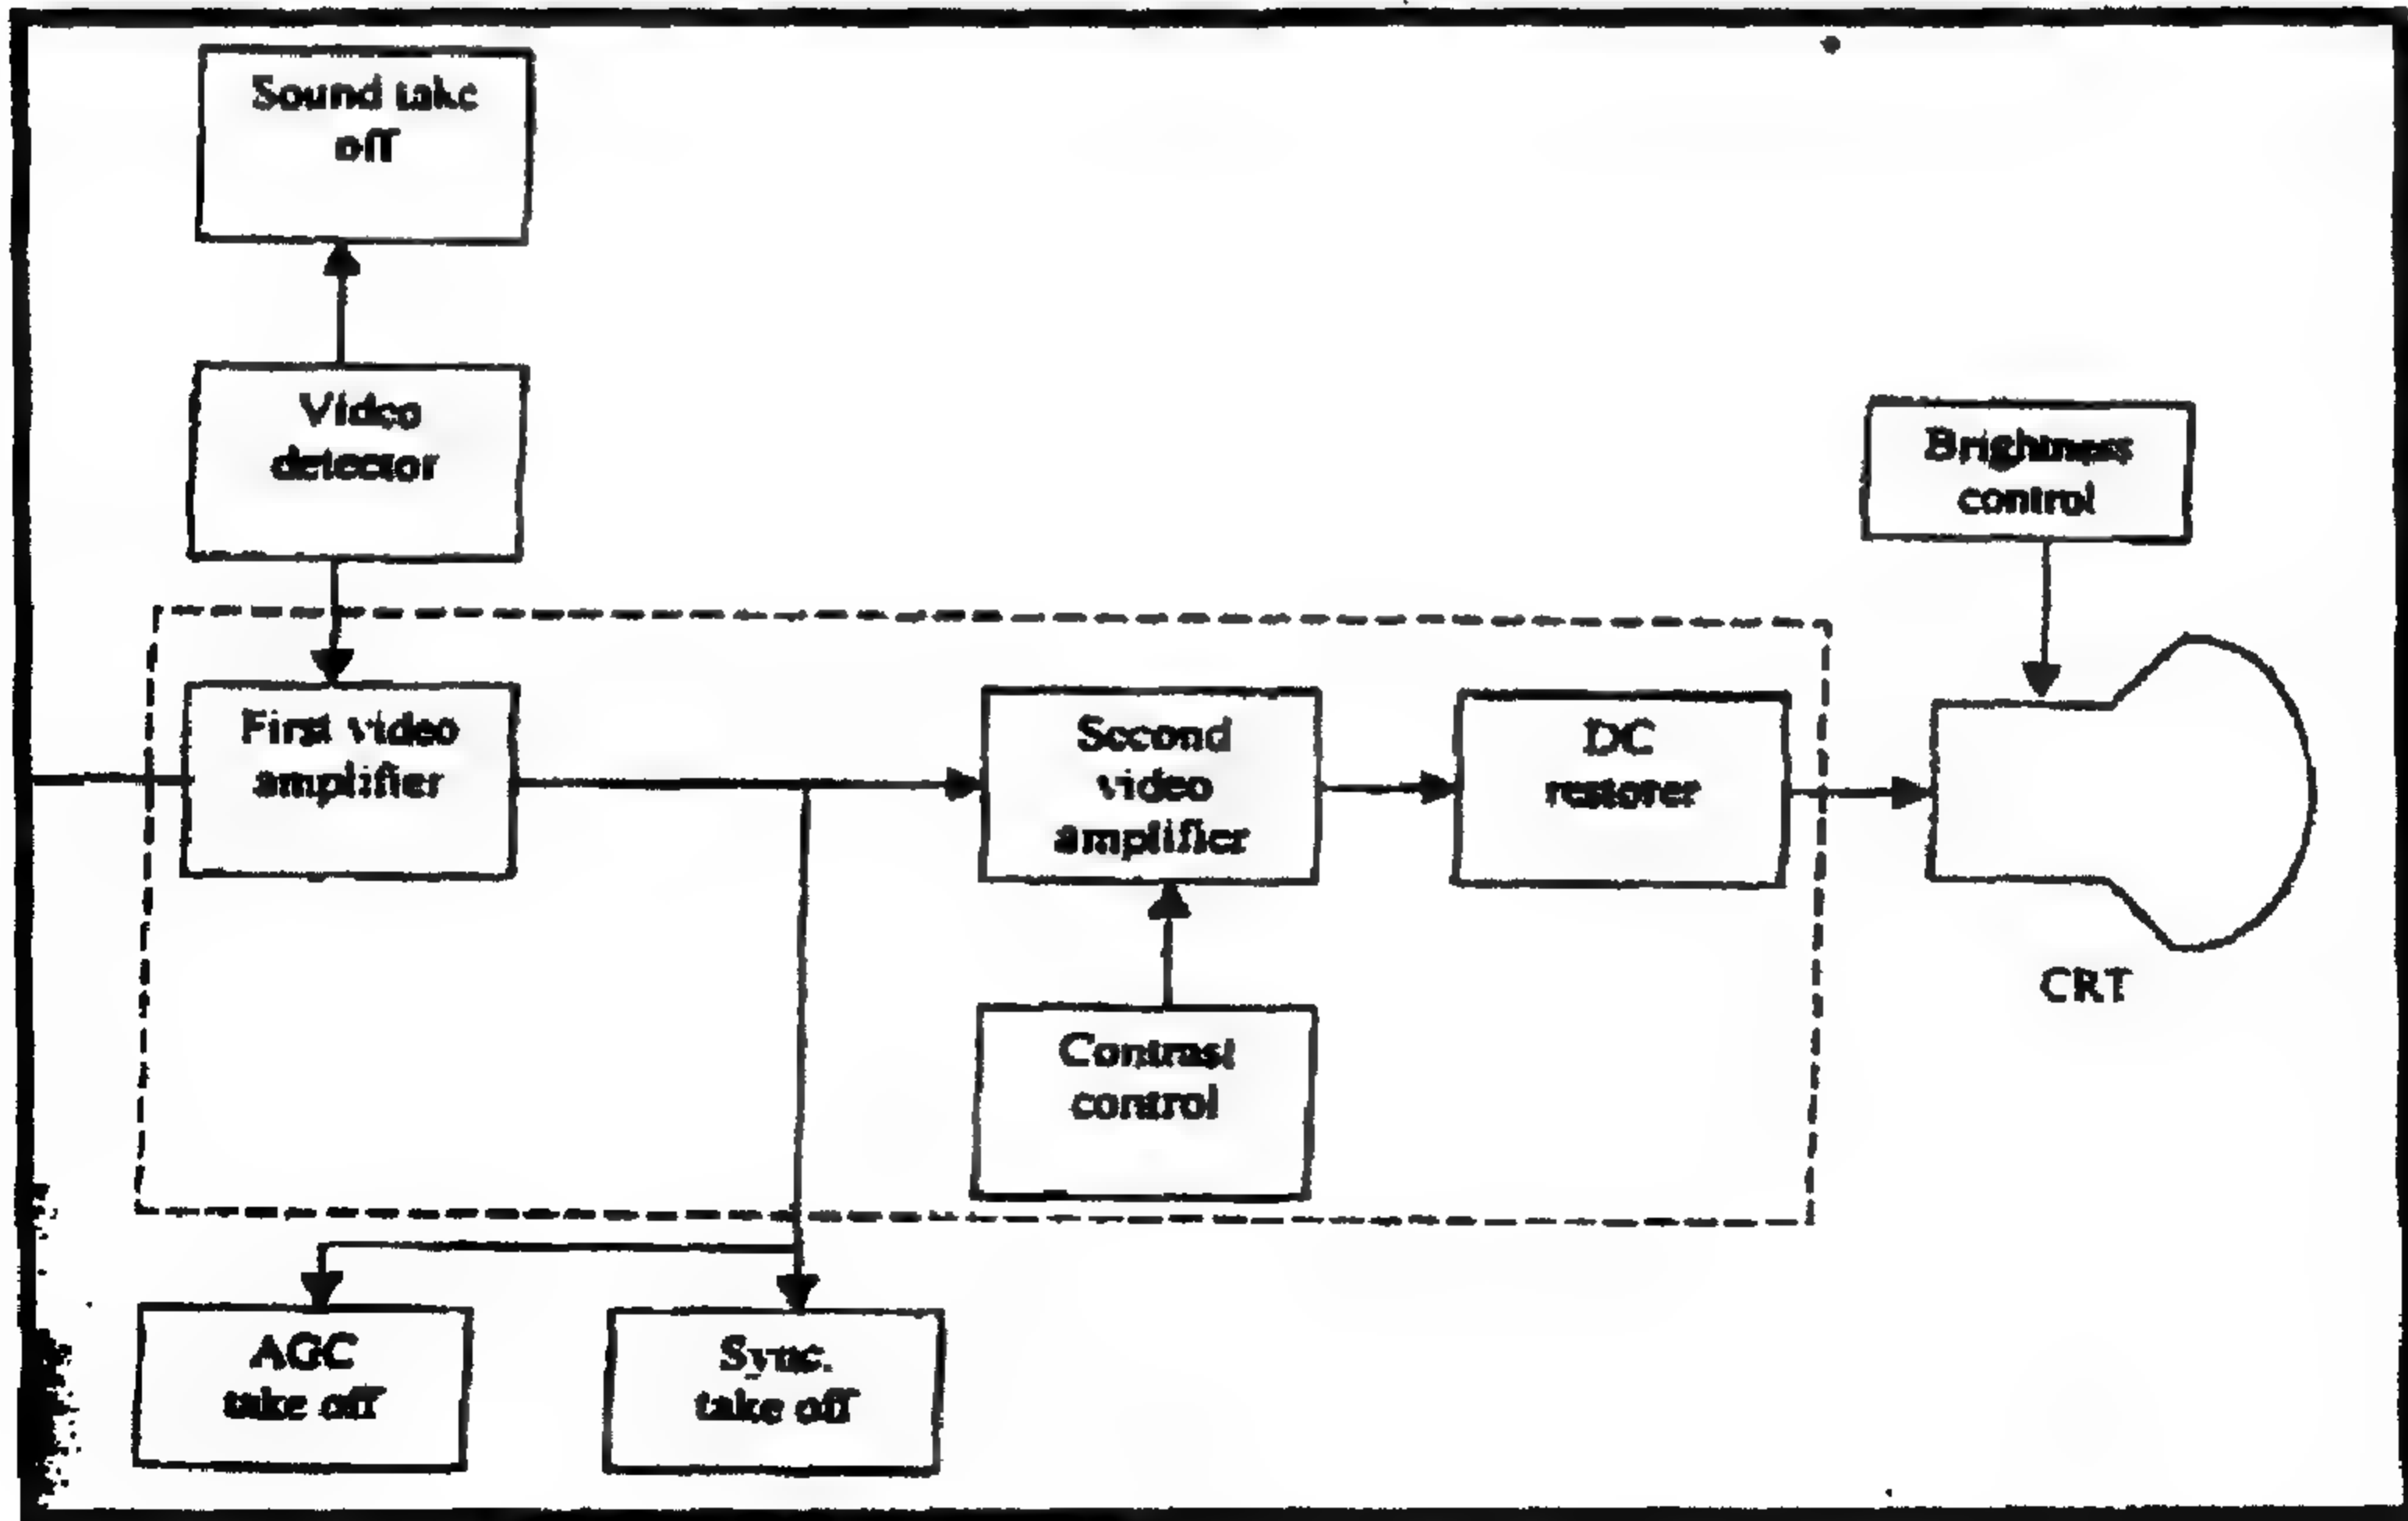 Sound take
off
Video
detector
Brightness
control
First video
amplifier
Second
video
amplifier
DC
restorer
CRT
Contrast
control
AGC
take off
Sync.
take off